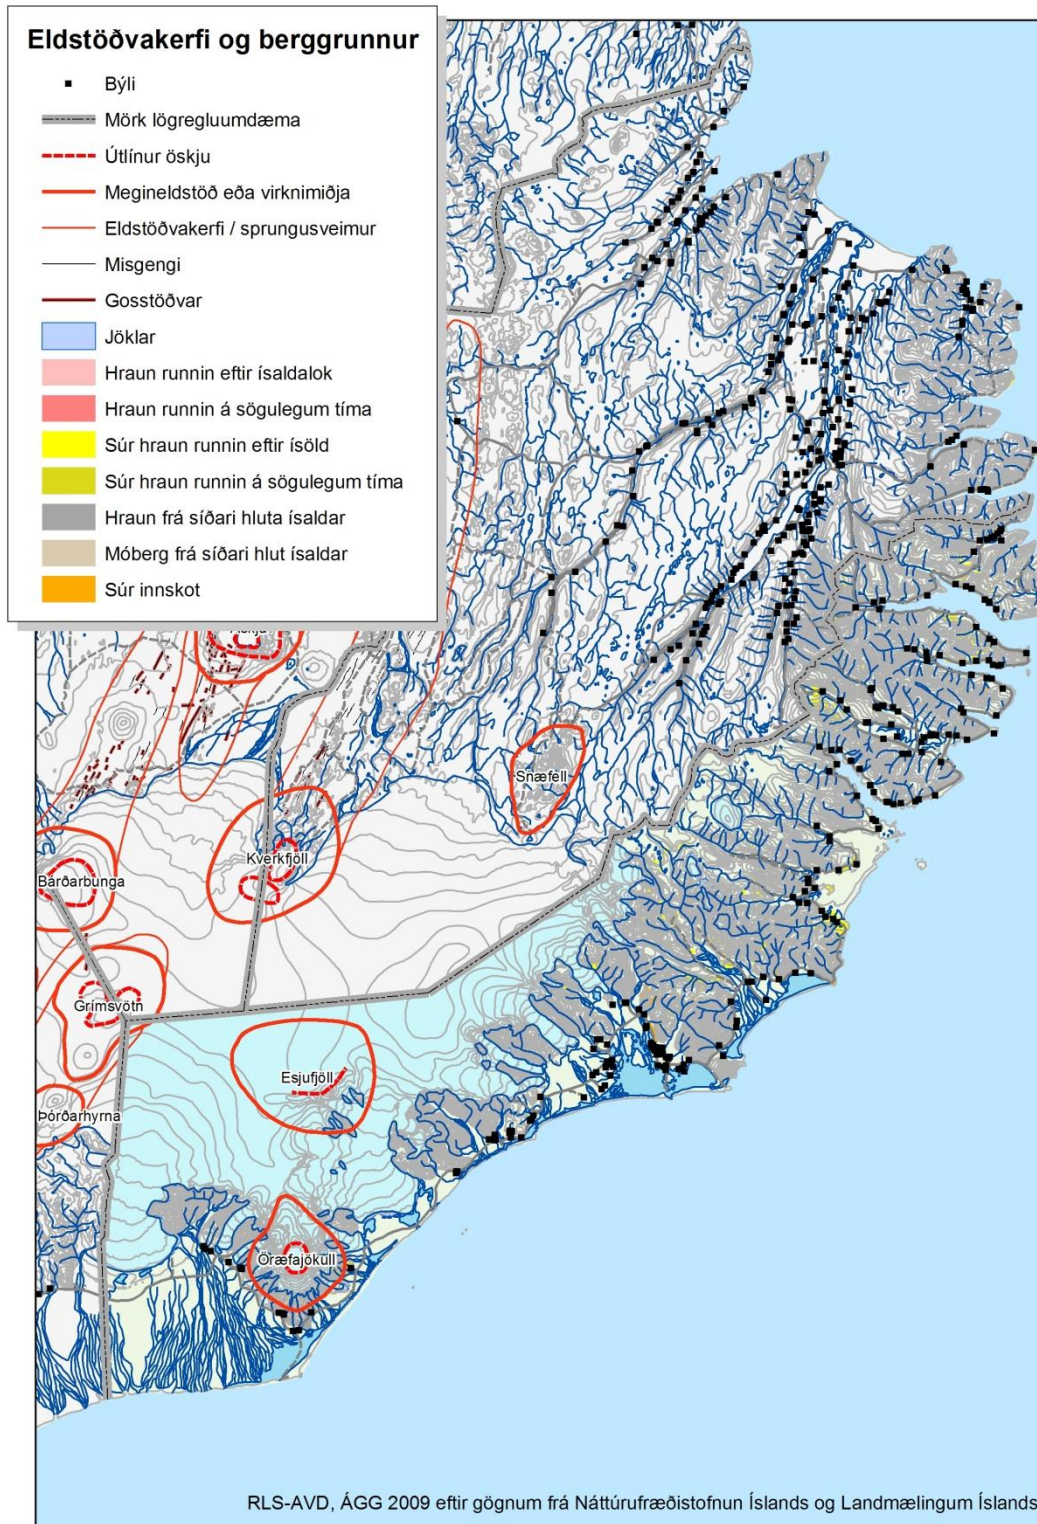 Eldstöðvakerfi og berggrunnur
Býli
Mörk lögregluumdæma
Útlínur öskju
Megineldstöð eða virknimiðja
Eldstöðvakerfi / sprungusveimur
Misgengi
Gosstöðvar
Jöklar
Hraun runnin eftir ísaldalok
Hraun runnin á sögulegum tíma
Súr hraun runnin eftir ísöld
Súr hraun runnin á sögulegum tíma
Hraun frá síðari hluta ísaldar
Móberg frá síðari hlut ísaldar
Súr innskot
Snæfell
Kverkfjöll
Bárðarbunga
Grímsvötn
Esjufjöll
Þórðarhyrna
Öræfajökull
RLS-AVD, ÁGG 2009 eftir gögnum frá Náttúrufræðistofnun Íslands og Landmælingum Íslands